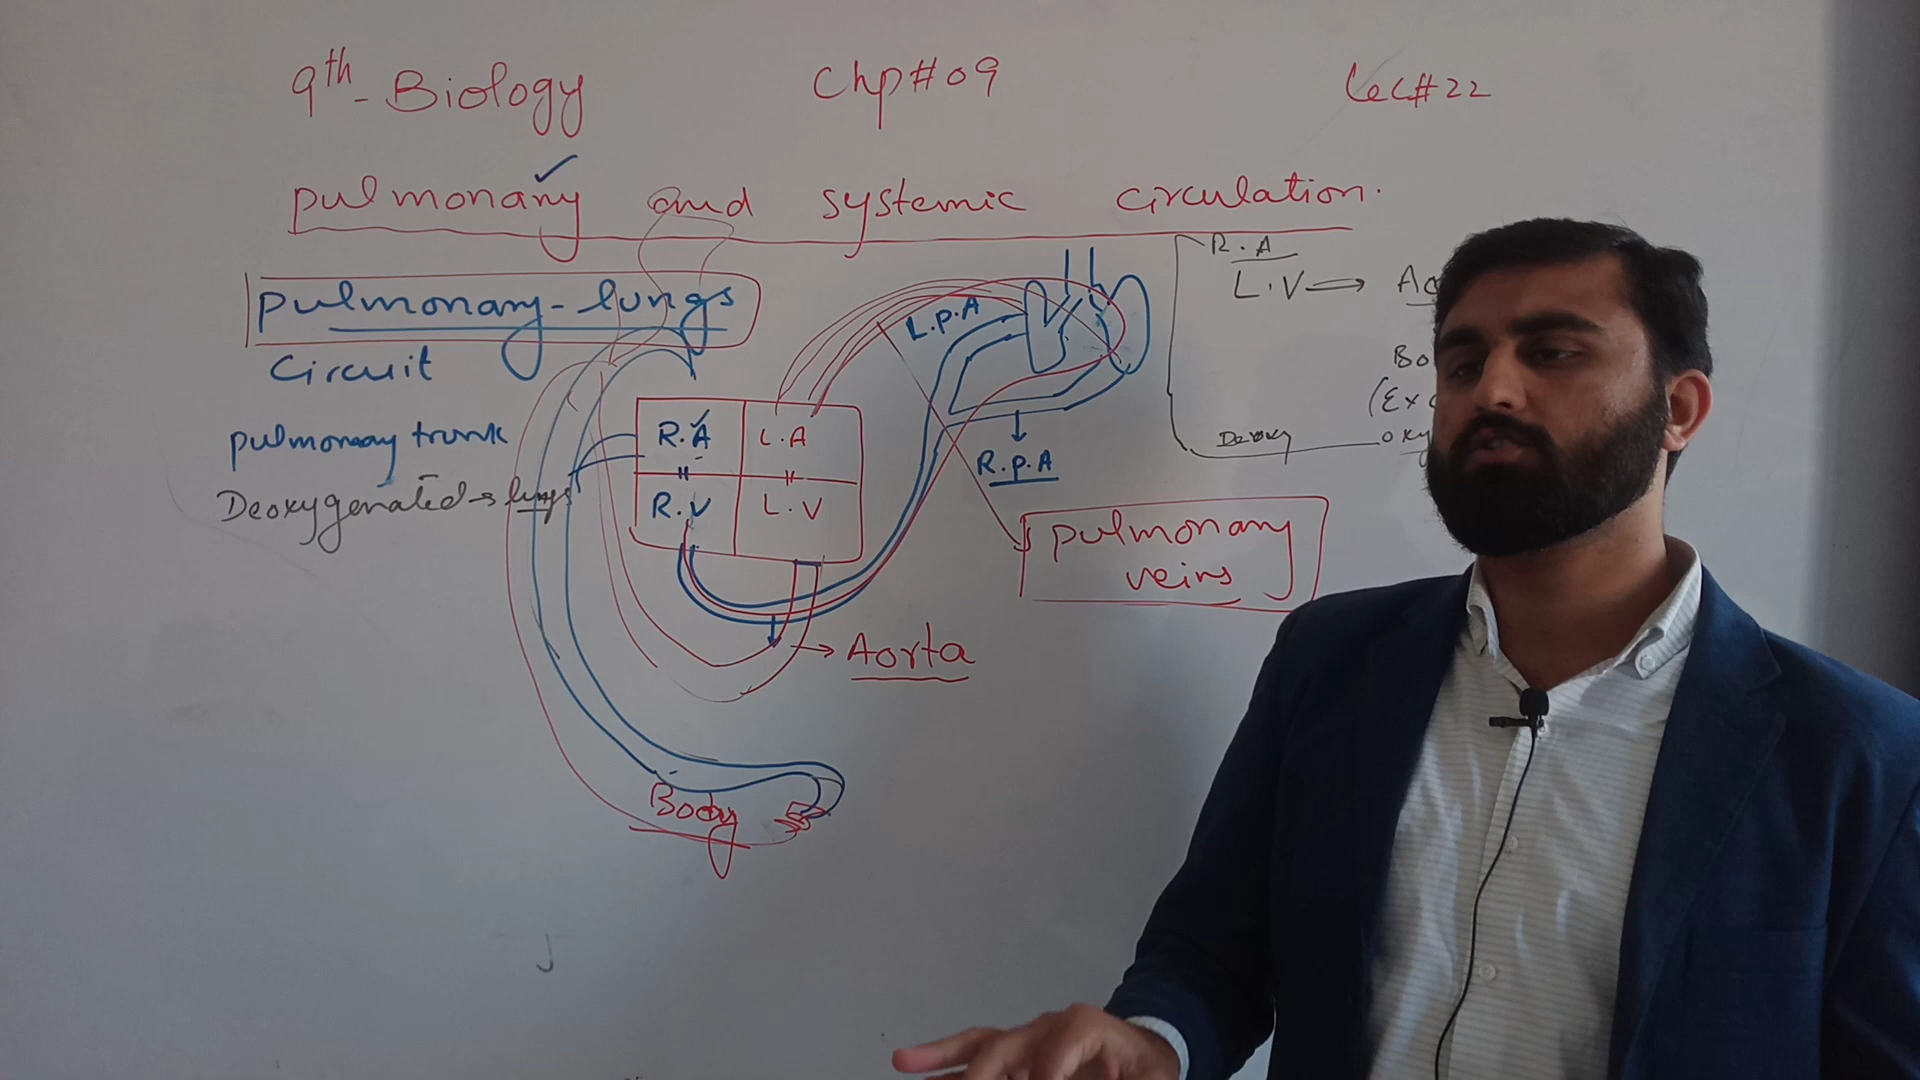 9th-Biology Chp#09 Lec#22
pulmonary and systemic circulation.
pulmonary-lungs
Circuit
pulmonary trunk
Deoxygenated → lungs
R.A L.A
R.V L.V
L.P.A
R.P.A
pulmonary
veins
Aorta
Body
R.A
L.V →
Deoxy